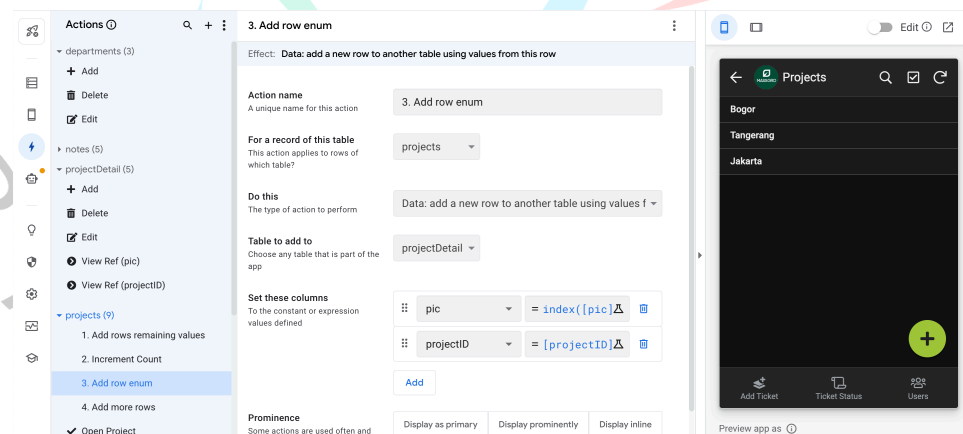 Actions
departments (3)
Add
Delete
Edit
notes (5)
projectDetail (5)
Add
Delete
Edit
View Ref (pic)
View Ref (projectID)
projects (9)
1. Add rows remaining values
2. Increment Count
3. Add row enum
4. Add more rows
Open Project
3. Add row enum
Effect: Data: add a new row to another table using values from this row
Action name
A unique name for this action
3. Add row enum
For a record of this table
This action applies to rows of
which table?
projects
Do this
The type of action to perform
Data: add a new row to another table using values f
Table to add to
Choose any table that is part of the
app
projectDetail
Set these columns
To the constant or expression
values defined
pic
= index([pic]
projectID
= [projectID]
Add
Prominence
Some actions are used often and
Display as primary
Display prominently
Display inline
Edit
Projects
Bogor
Tangerang
Jakarta
Add Ticket
Ticket Status
Users
Preview app as